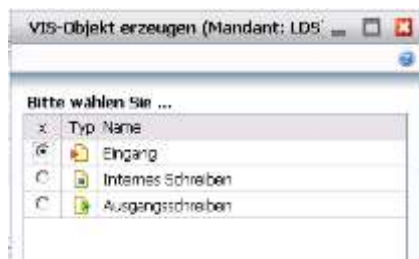 VIS-Objekt erzeugen (Mandant: LDS
Bitte wählen Sie ...
x Typ Name
Eingang
Internes Schreiben
Ausgangsschreiben